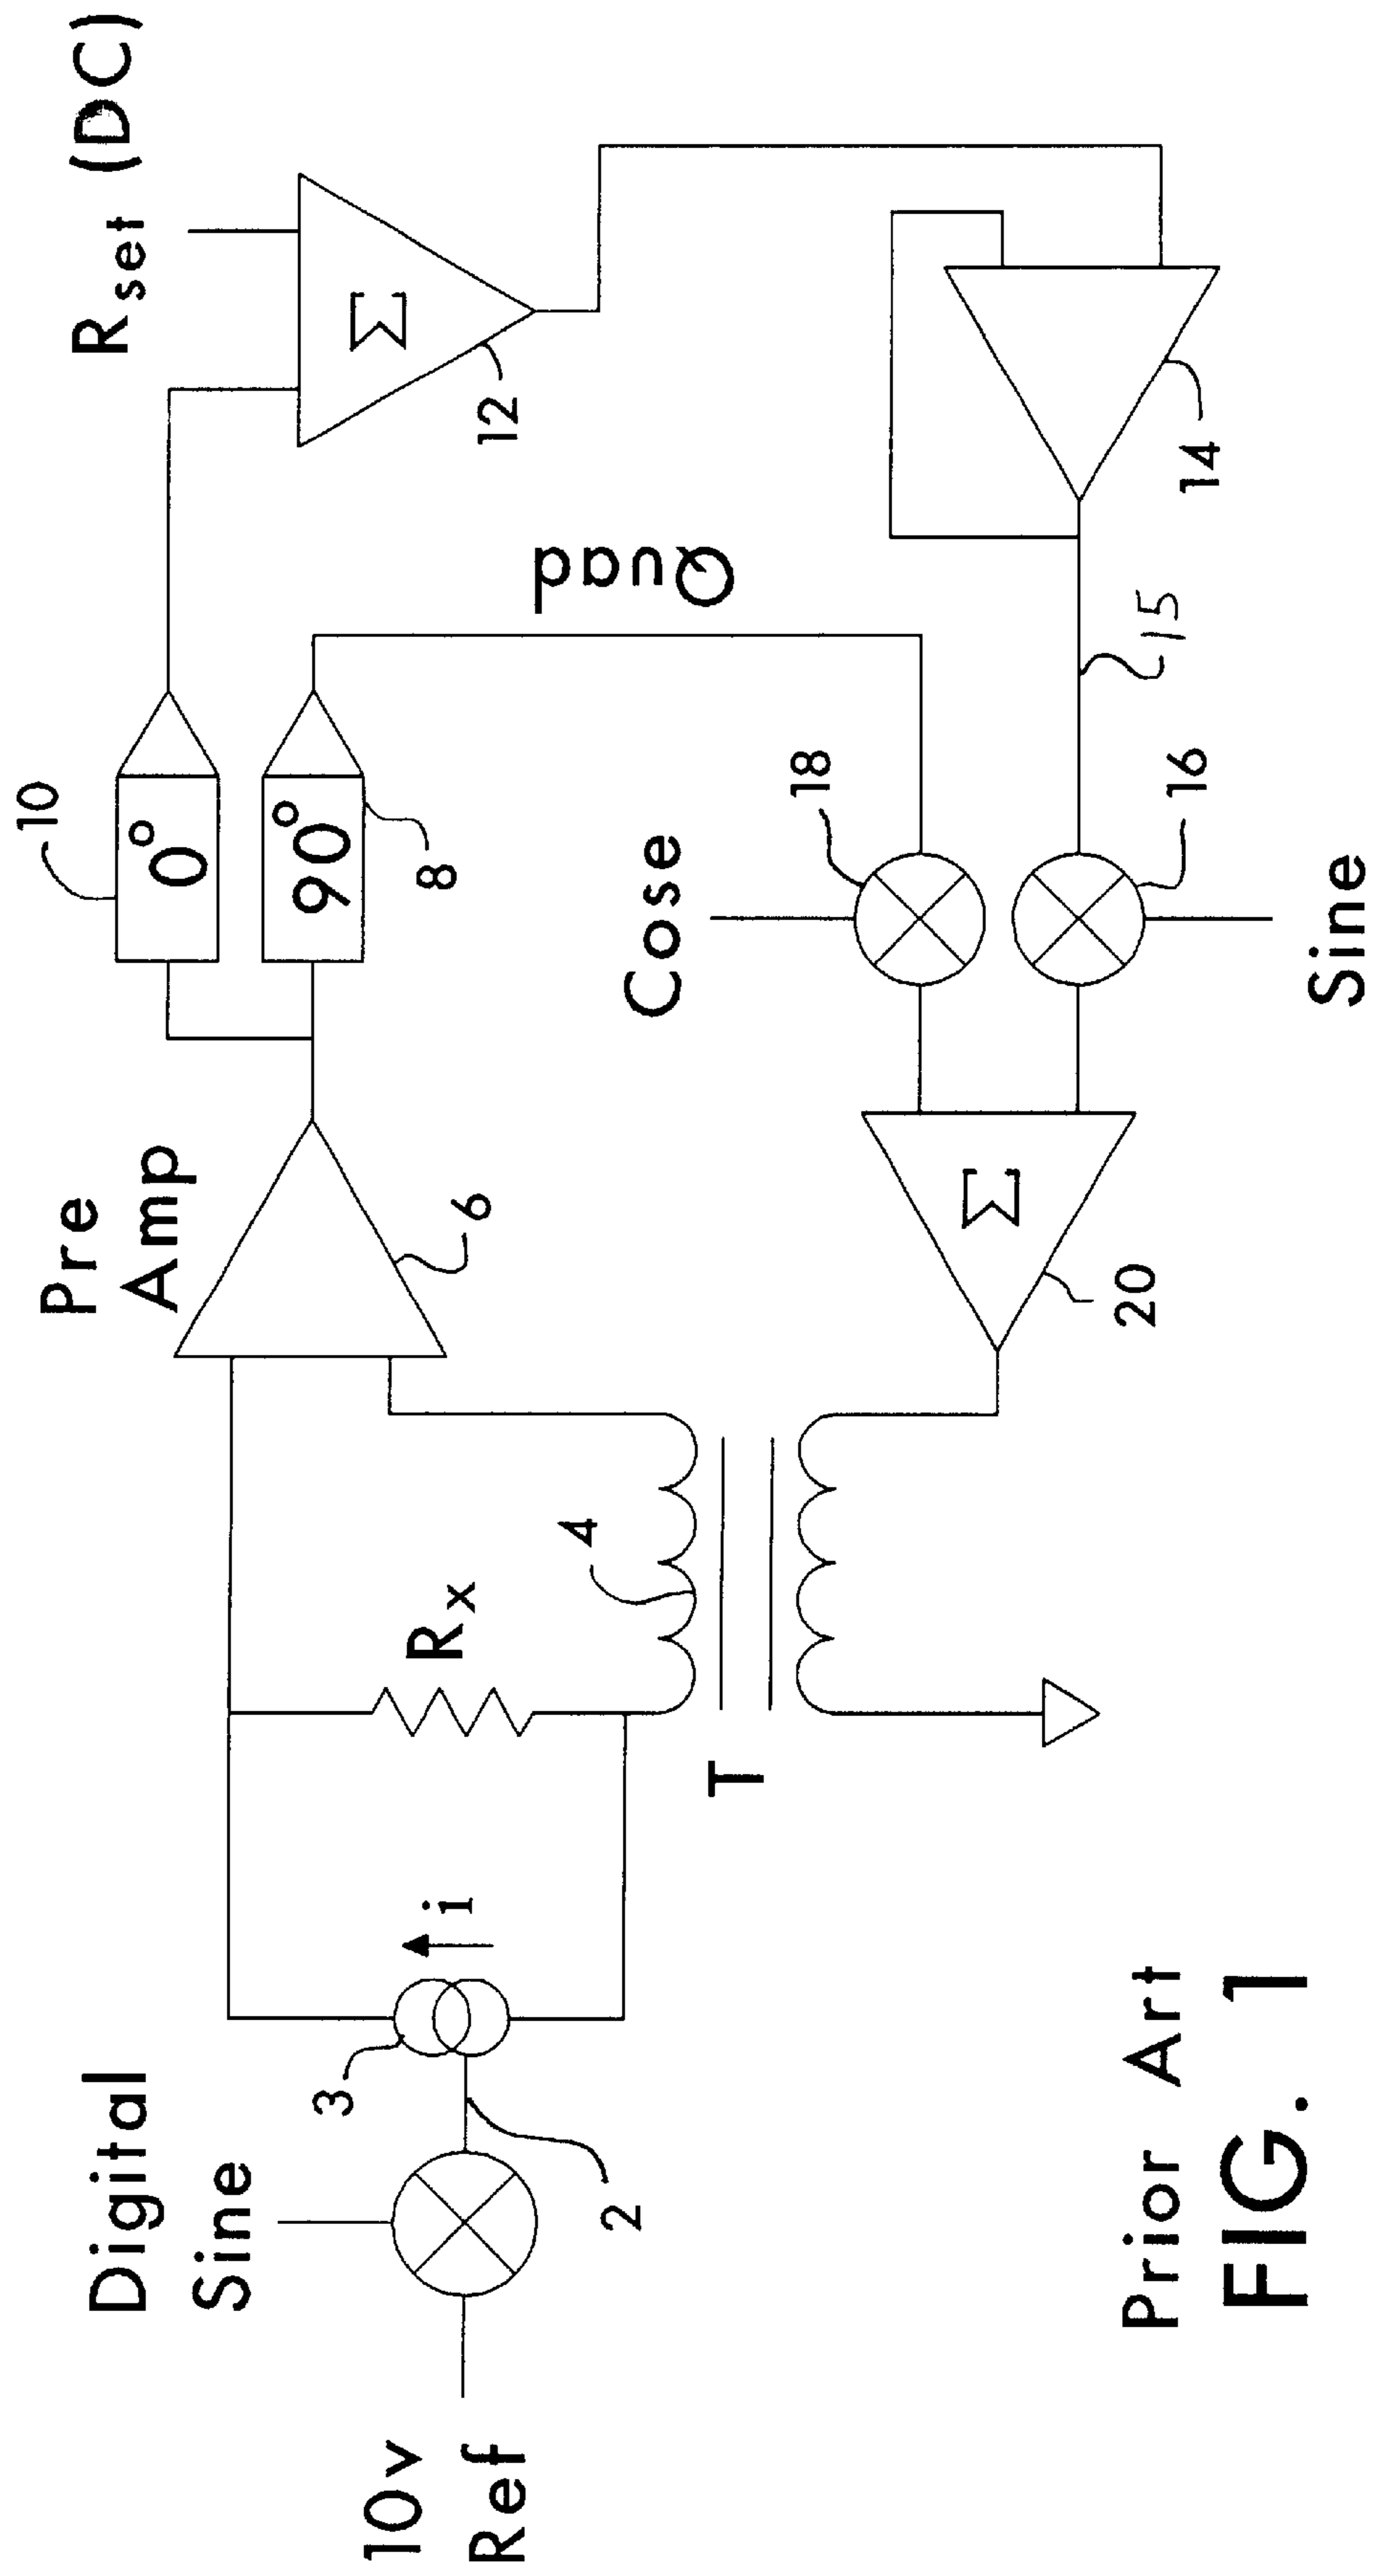 10v
Ref
Digital
Sine
2
3
i
Rx
4
T
Pre
Amp
6
10
0°
90°
8
Rset (DC)
Σ
12
Quad
14
15
Cose
18
16
Sine
Σ
20
Prior Art
FIG. 1